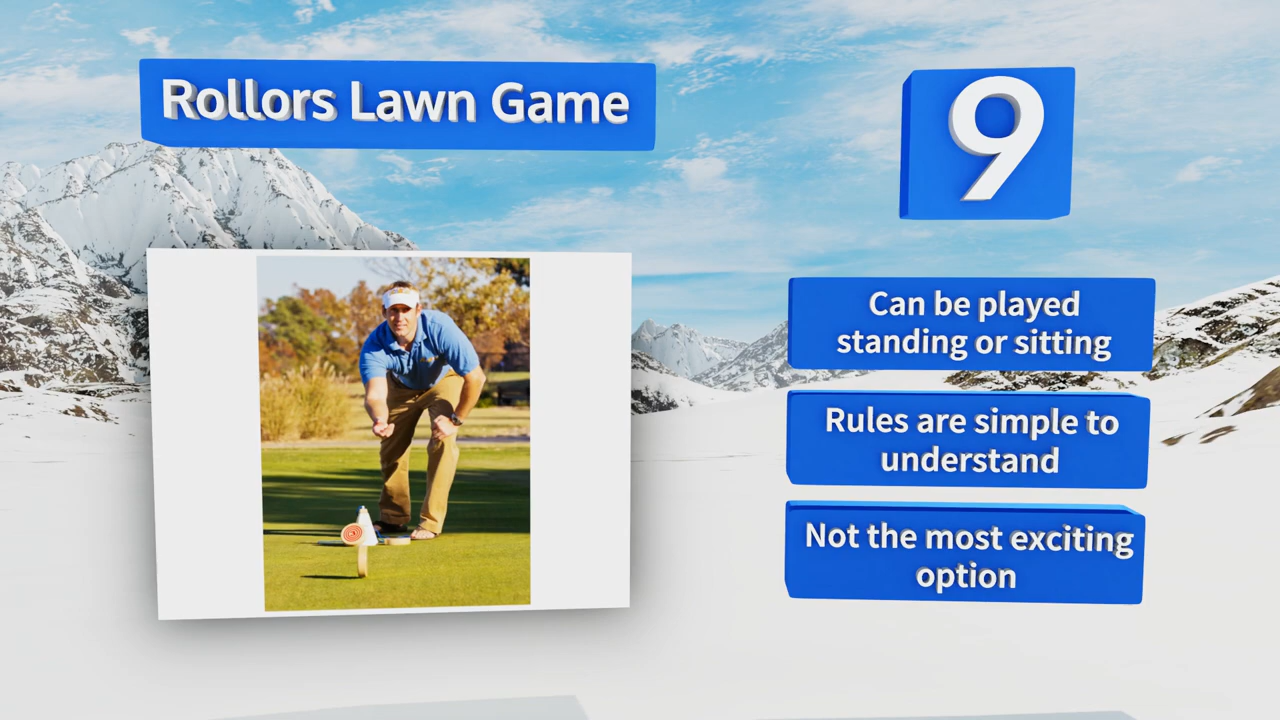 Rollors Lawn Game
9
Can be played
standing or sitting
Rules are simple to
understand
Not the most exciting
option